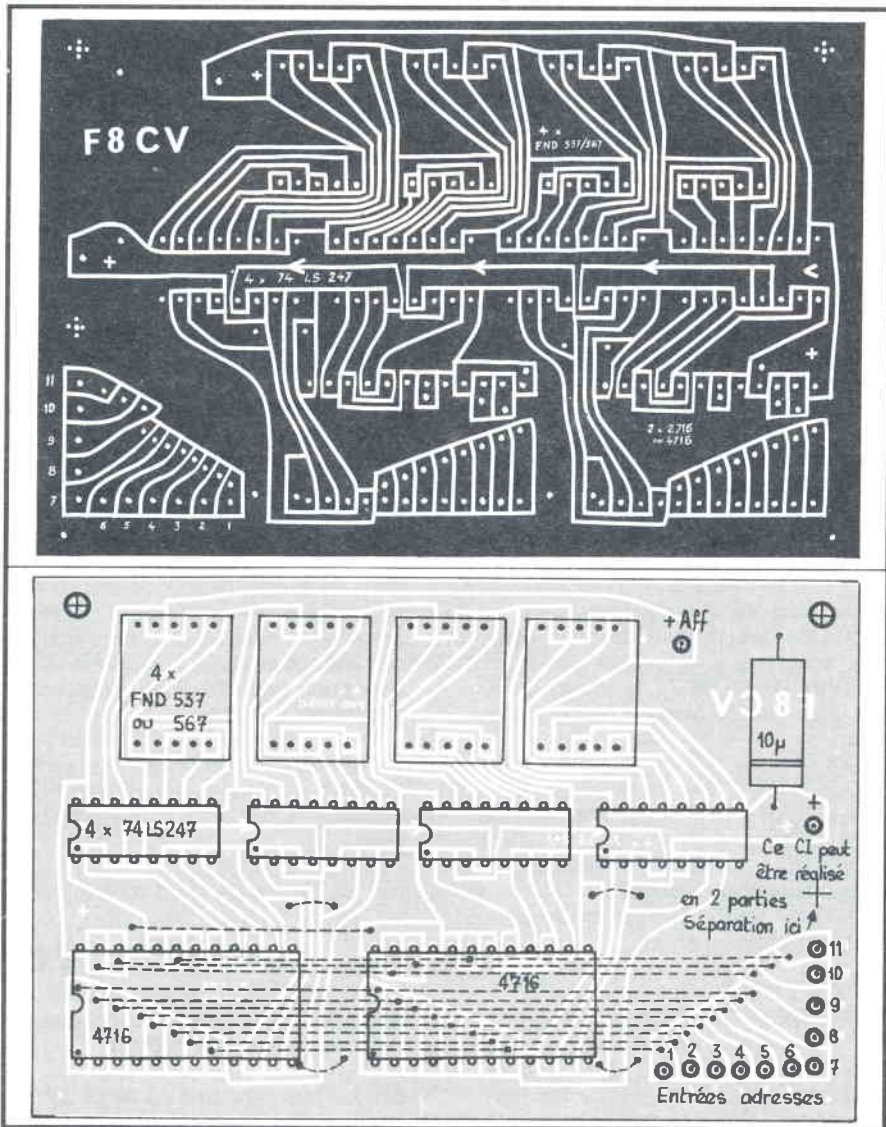 F8CV
4 x
FND 537/567
4 x 74 LS 247
2 x 2716
ou 4716
11
10
9
8
7
6 5 4 3 2 1
+ Aff
4 x
FND 537
ou 567
F8CV
10µ
4 x 74LS247
Ce CI peut
être réalisé
en 2 parties
Séparation ici
11
10
9
8
7
4716
4716
1 2 3 4 5 6
Entrées adresses